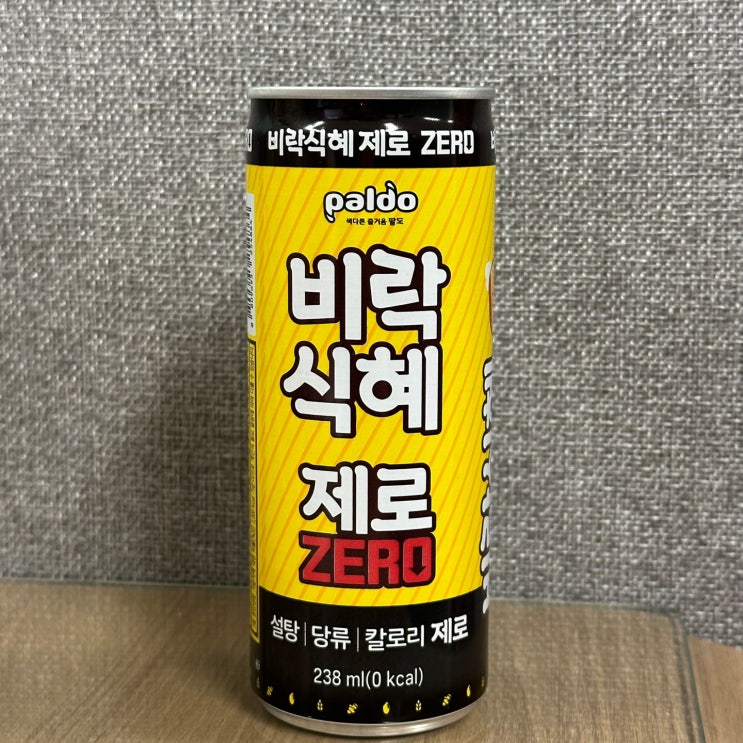 비락식혜 제로 ZERO
paldo
색다른 즐거움 팔도
비락
식혜
제로
ZERO
설탕 | 당류 | 칼로리 제로
238 ml(0 kcal)